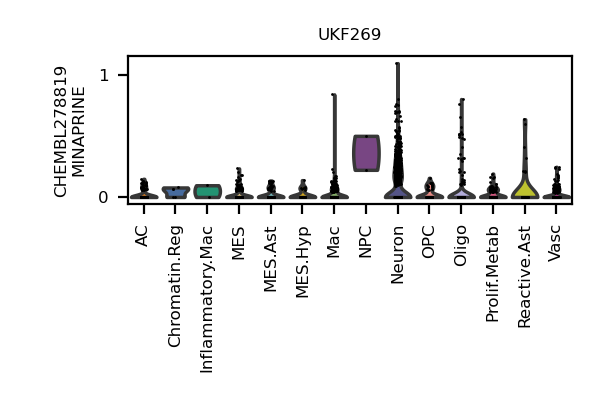 UKF269
CHEMBL278819
MINAPRINE
1
0
AC
Chromatin.Reg
Inflammatory.Mac
MES
MES.Ast
MES.Hyp
Mac
NPC
Neuron
OPC
Oligo
Prolif.Metab
Reactive.Ast
Vasc